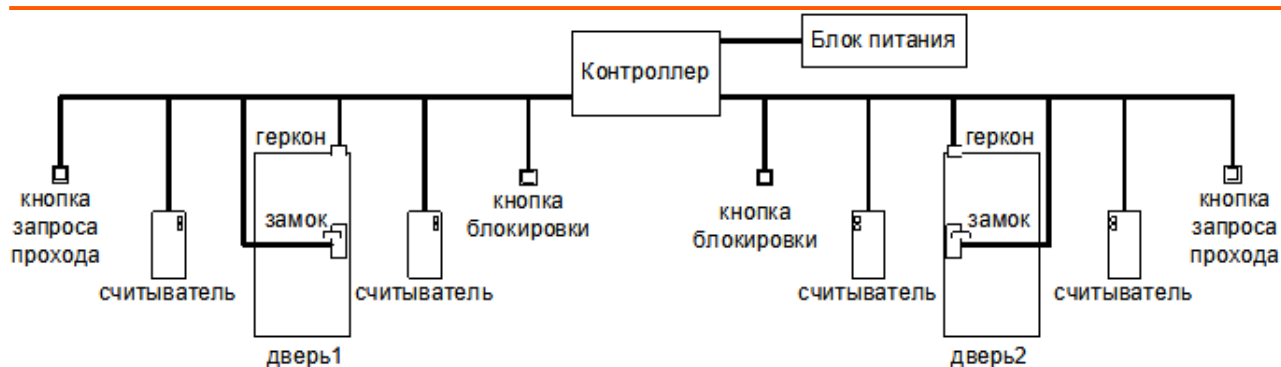 Блок питания
Контроллер
геркон
замок
кнопка
запроса
прохода
считыватель
дверь1
считыватель
кнопка
блокировки
кнопка
блокировки
считыватель
геркон
замок
дверь2
считыватель
кнопка
запроса
прохода